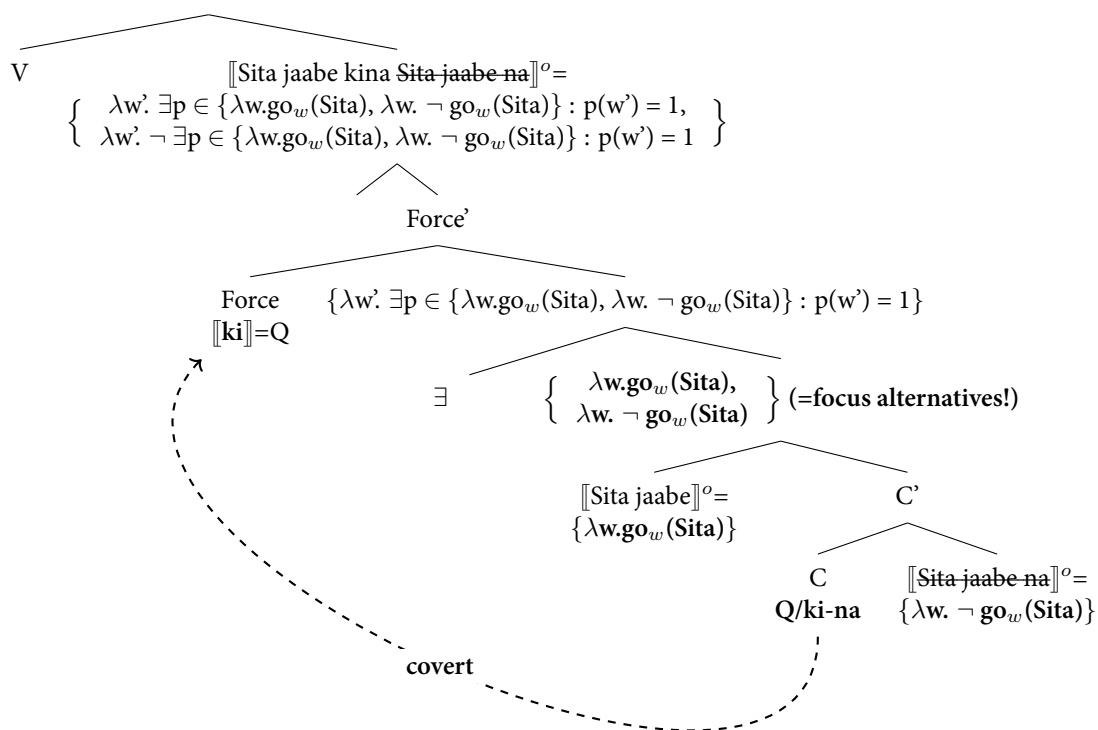 V
⟦Sita jaabe kina ~~Sita jaabe na~~⟧ᵒ=
{ λw’. ∃p ∈ {λw.go_w(Sita), λw. ¬ go_w(Sita)} : p(w’) = 1,
λw’. ¬ ∃p ∈ {λw.go_w(Sita), λw. ¬ go_w(Sita)} : p(w’) = 1 }
Force’
Force
⟦ki⟧=Q
{λw’. ∃p ∈ {λw.go_w(Sita), λw. ¬ go_w(Sita)} : p(w’) = 1}
∃
{ λw.go_w(Sita),
λw. ¬ go_w(Sita) } (=focus alternatives!)
⟦Sita jaabe⟧ᵒ=
{λw.go_w(Sita)}
C’
C
Q/ki-na
⟦~~Sita jaabe na~~⟧ᵒ=
{λw. ¬ go_w(Sita)}
covert